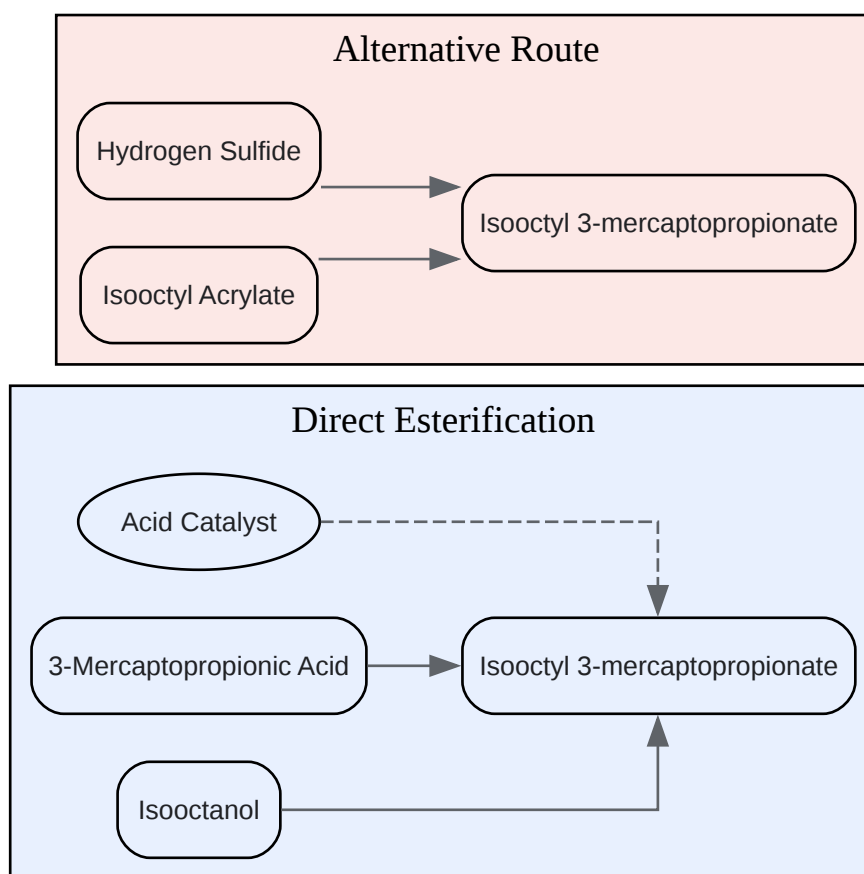 Alternative Route
Hydrogen Sulfide
Isooctyl 3-mercaptopropionate
Isooctyl Acrylate
Direct Esterification
Acid Catalyst
3-Mercaptopropionic Acid
Isooctyl 3-mercaptopropionate
Isooctanol